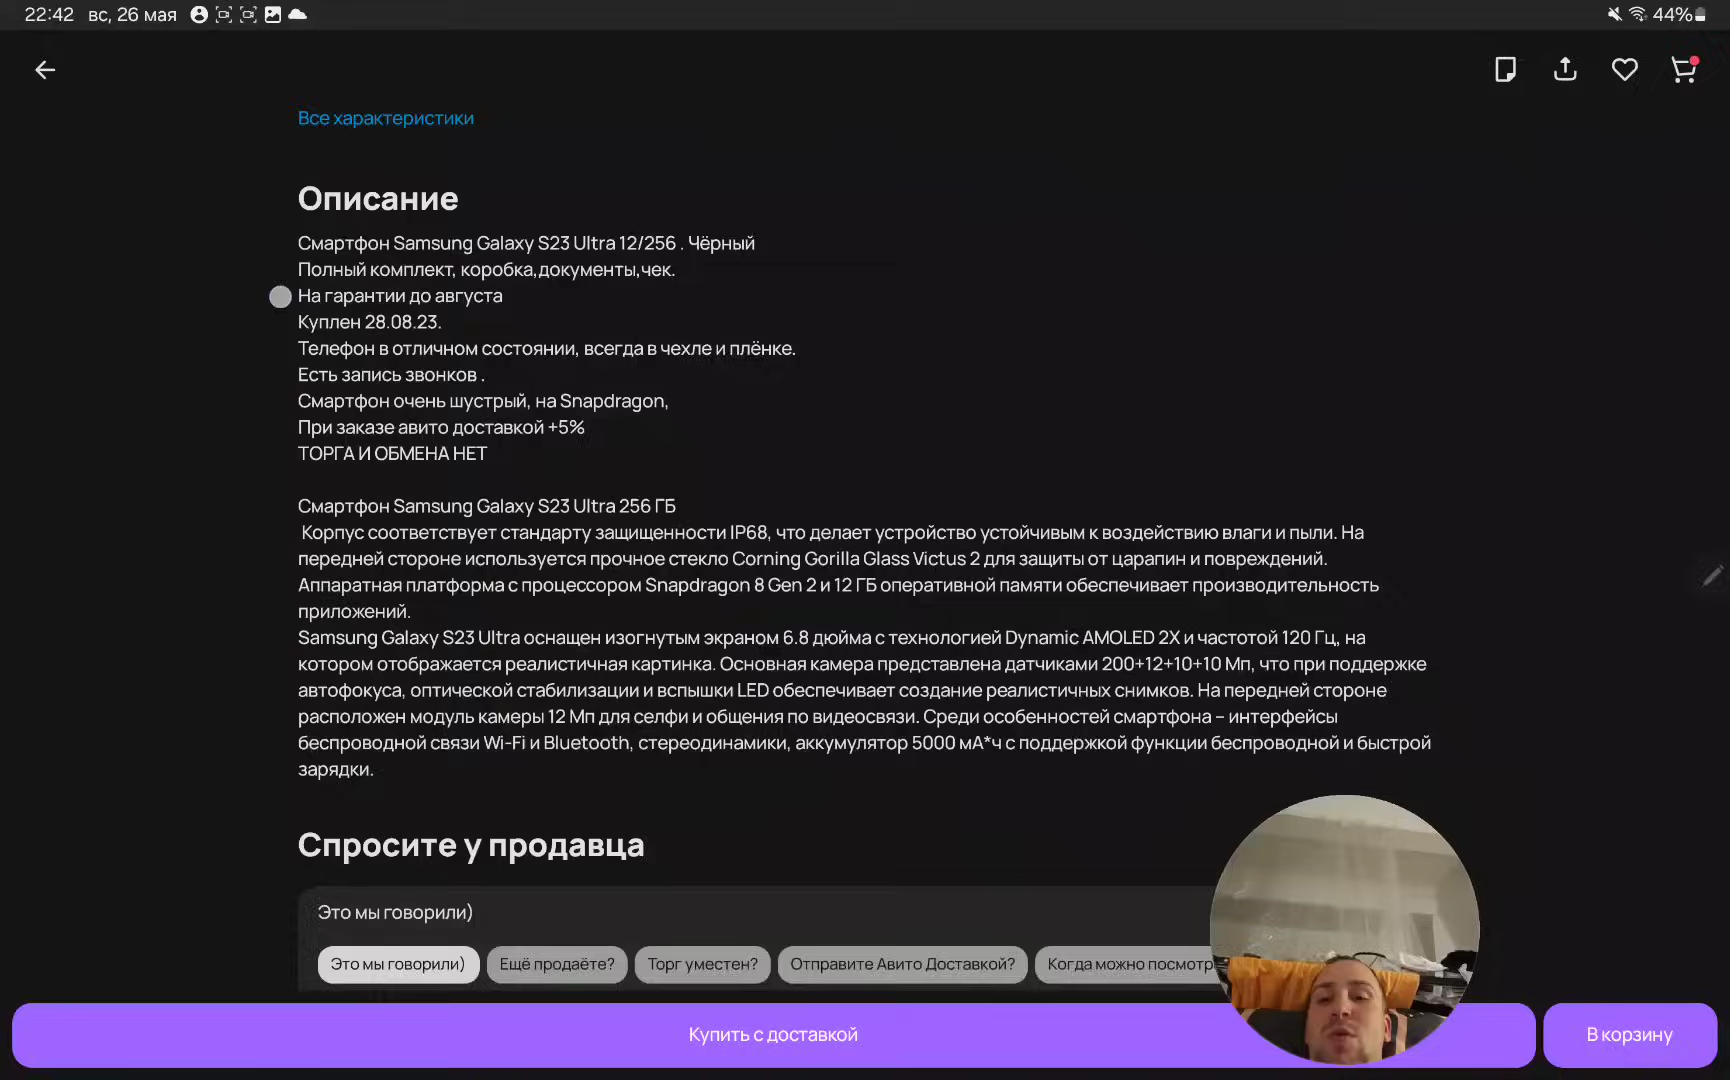 22:42 вс, 26 мая
44%
Все характеристики
Описание
Смартфон Samsung Galaxy S23 Ultra 12/256 . Чёрный
Полный комплект, коробка,документы,чек.
На гарантии до августа
Куплен 28.08.23.
Телефон в отличном состоянии, всегда в чехле и плёнке.
Есть запись звонков .
Смартфон очень шустрый, на Snapdragon,
При заказе авито доставкой +5%
ТОРГА И ОБМЕНА НЕТ
Смартфон Samsung Galaxy S23 Ultra 256 ГБ
Корпус соответствует стандарту защищенности IP68, что делает устройство устойчивым к воздействию влаги и пыли. На
передней стороне используется прочное стекло Corning Gorilla Glass Victus 2 для защиты от царапин и повреждений.
Аппаратная платформа с процессором Snapdragon 8 Gen 2 и 12 ГБ оперативной памяти обеспечивает производительность
приложений.
Samsung Galaxy S23 Ultra оснащен изогнутым экраном 6.8 дюйма с технологией Dynamic AMOLED 2X и частотой 120 Гц, на
котором отображается реалистичная картинка. Основная камера представлена датчиками 200+12+10+10 Мп, что при поддержке
автофокуса, оптической стабилизации и вспышки LED обеспечивает создание реалистичных снимков. На передней стороне
расположен модуль камеры 12 Мп для селфи и общения по видеосвязи. Среди особенностей смартфона – интерфейсы
беспроводной связи Wi-Fi и Bluetooth, стереодинамики, аккумулятор 5000 мА*ч с поддержкой функции беспроводной и быстрой
зарядки.
Спросите у продавца
Это мы говорили)
Это мы говорили) Ещё продаёте? Торг уместен? Отправите Авито Доставкой? Когда можно посмотр
Купить с доставкой
В корзину